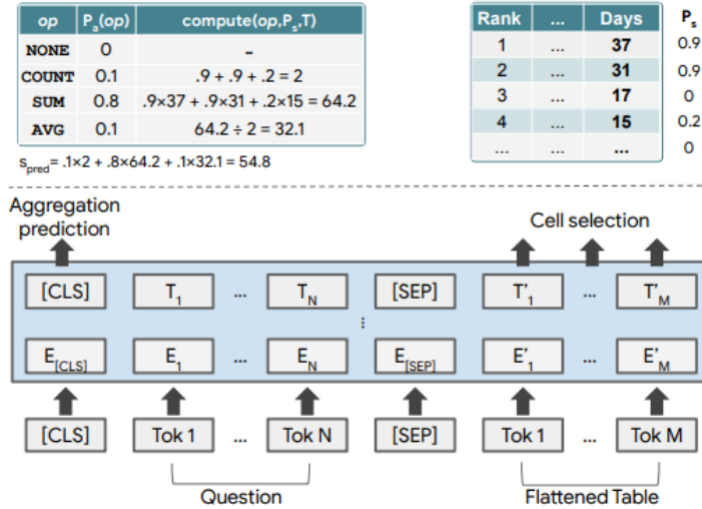 op Pa(op) compute(op,Ps,T)
NONE 0 –
COUNT 0.1 .9 + .9 + .2 = 2
SUM 0.8 .9×37 + .9×31 + .2×15 = 64.2
AVG 0.1 64.2 ÷ 2 = 32.1
spred = .1×2 + .8×64.2 + .1×32.1 = 54.8
Rank ... Days Ps
1 ... 37 0.9
2 ... 31 0.9
3 ... 17 0
4 ... 15 0.2
... ... ... 0
Aggregation
prediction
Cell selection
[CLS] T1 ... TN [SEP] T'1 ... T'M
...
E[CLS] E1 ... EN E[SEP] E'1 ... E'M
[CLS] Tok 1 ... Tok N [SEP] Tok 1 ... Tok M
Question Flattened Table